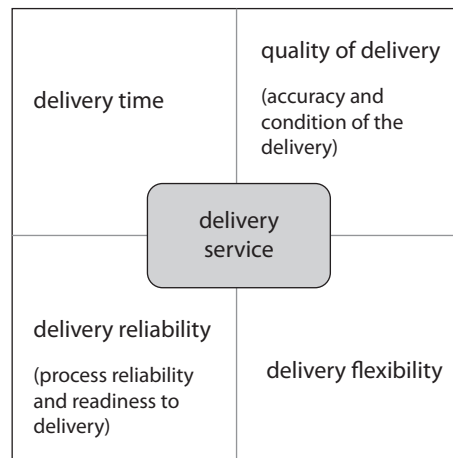 delivery time
quality of delivery
(accuracy and
condition of the
delivery)
delivery
service
delivery reliability
(process reliability
and readiness to
delivery)
delivery flexibility